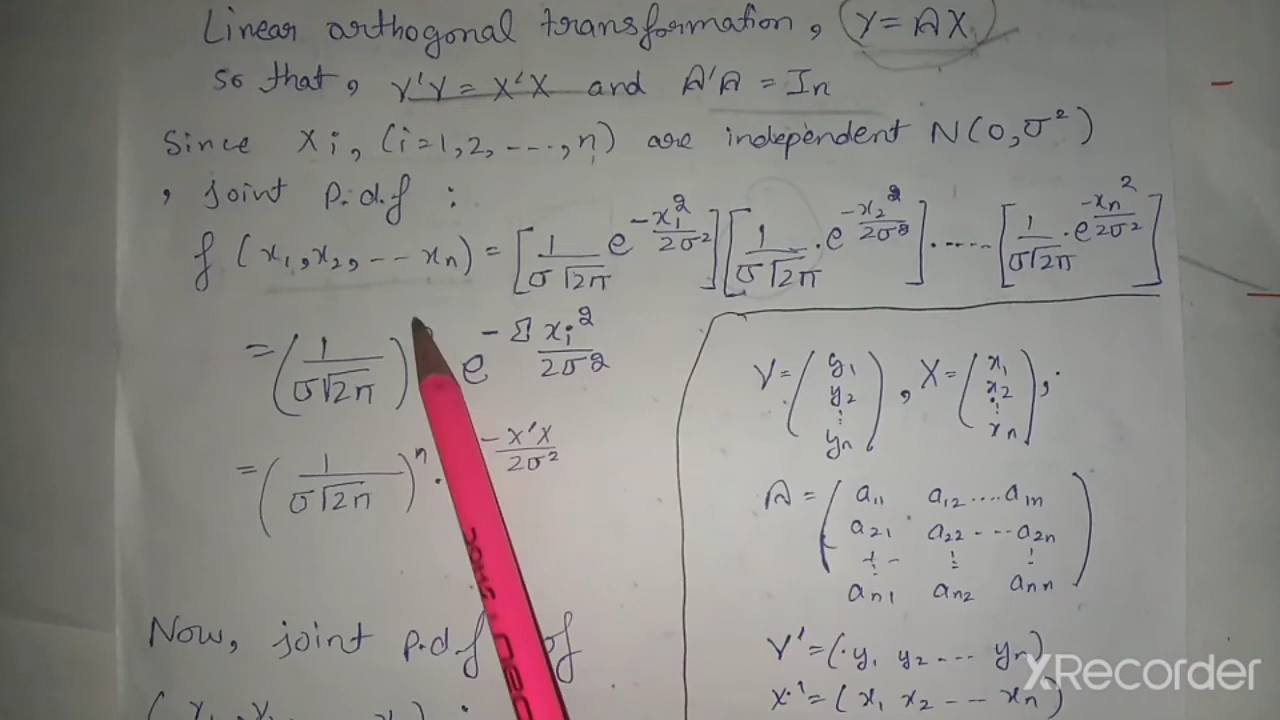 Linear orthogonal transformation, Y = AX
so that, Y'Y = X'X and A'A = In
Since Xi, (i=1,2,----,n) are independent N(0,σ²)
, joint p.d.f :
f (x₁,x₂,--- xₙ) = [1/(σ√2π) e^(-x₁²/2σ²)] [1/(σ√2π) . e^(-x₂²/2σ²)] ...... [1/(σ√2π) . e^(-xₙ²/2σ²)]
= (1/(σ√2π)) e^(-Σ xᵢ²/2σ²)
= (1/(σ√2π))ⁿ . -X'X/2σ²
Y = (y₁ y₂ ⋮ yₙ), X = (x₁ x₂ ⋮ xₙ),
A = (a₁₁ a₁₂ .... a₁ₙ
a₂₁ a₂₂ --- a₂ₙ
⋮ ⋮ ⋮
aₙ₁ aₙ₂ aₙₙ)
Now, joint p.d.f of
Y' = (y₁ y₂ --- yₙ)
X' = (x₁ x₂ -- xₙ)
XRecorder